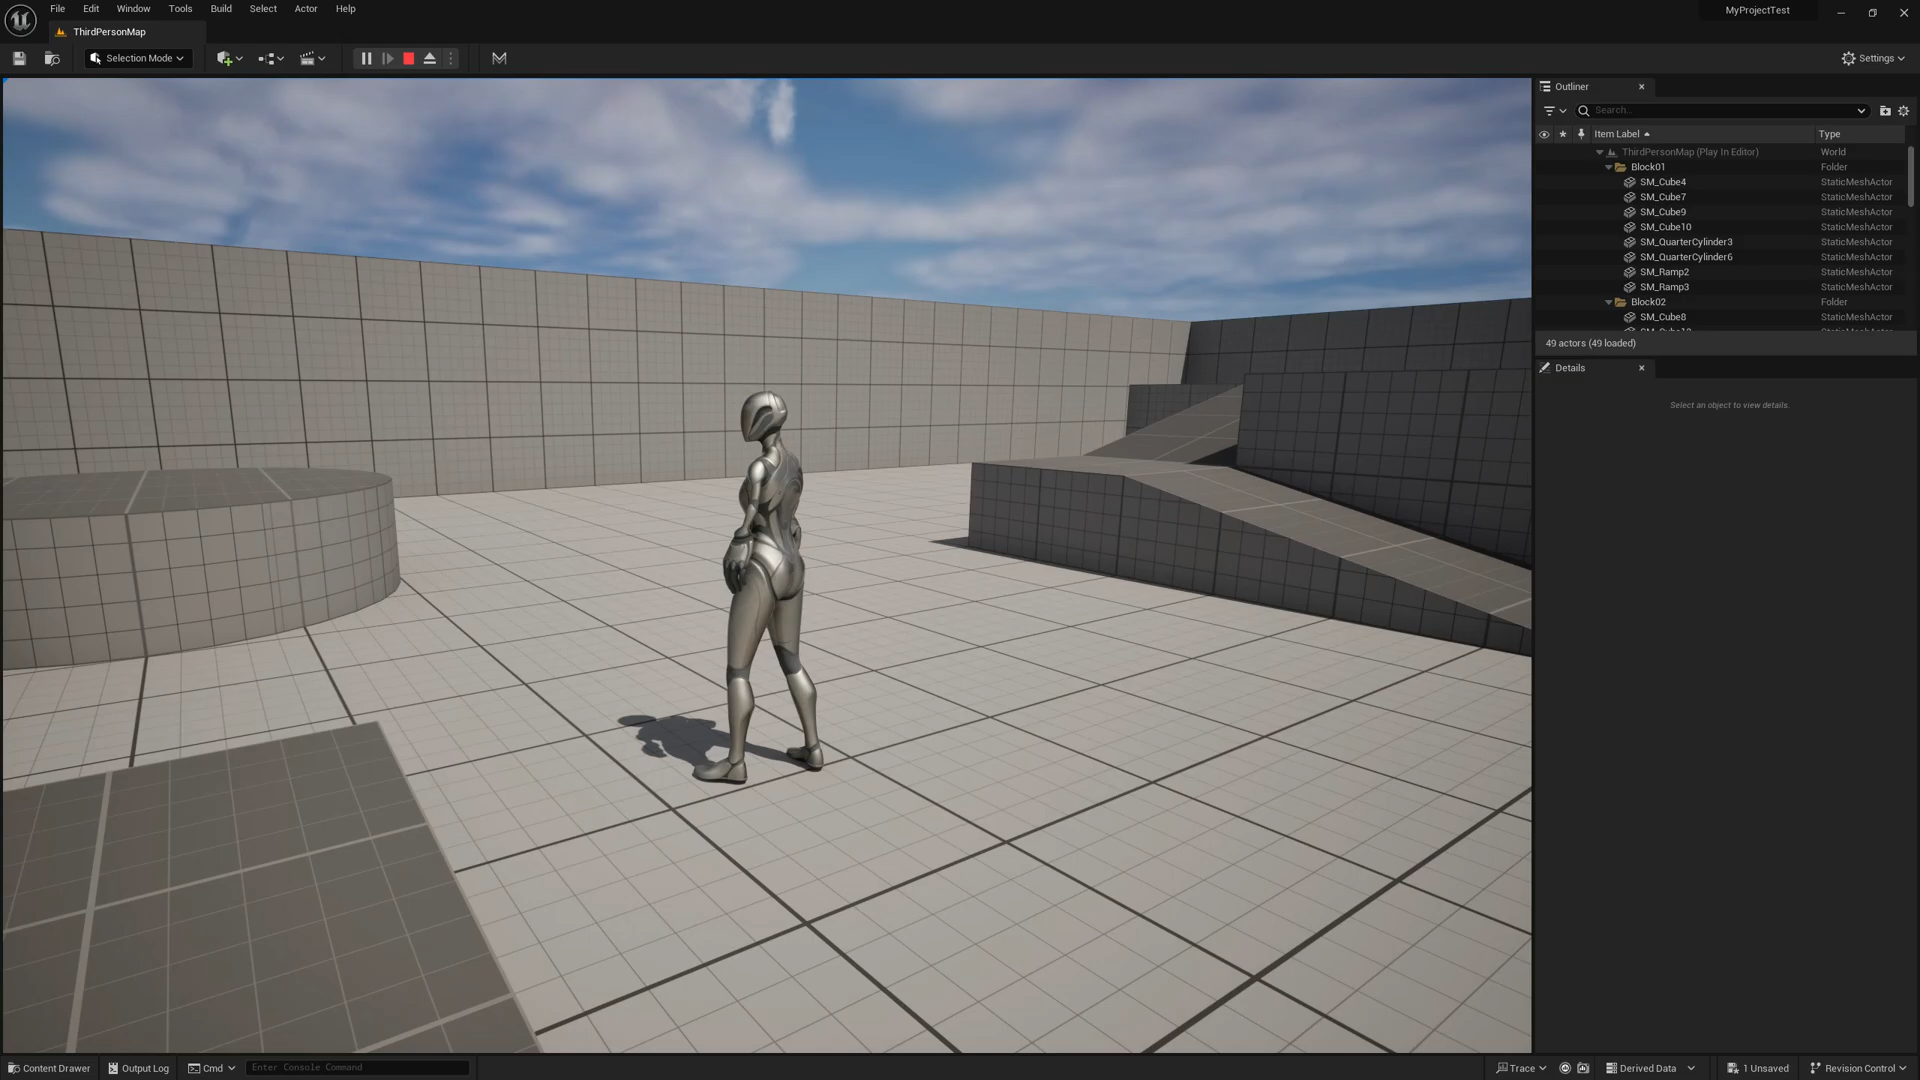 File Edit Window Tools Build Select Actor Help
MyProjectTest
ThirdPersonMap
Selection Mode
Settings
Outliner
Search...
Item Label Type
ThirdPersonMap (Play In Editor) World
Block01 Folder
SM_Cube4 StaticMeshActor
SM_Cube7 StaticMeshActor
SM_Cube9 StaticMeshActor
SM_Cube10 StaticMeshActor
SM_QuarterCylinder3 StaticMeshActor
SM_QuarterCylinder6 StaticMeshActor
SM_Ramp2 StaticMeshActor
SM_Ramp3 StaticMeshActor
Block02 Folder
SM_Cube8 StaticMeshActor
49 actors (49 loaded)
Details
Select an object to view details.
Content Drawer Output Log Cmd Enter Console Command Trace Derived Data 1 Unsaved Revision Control